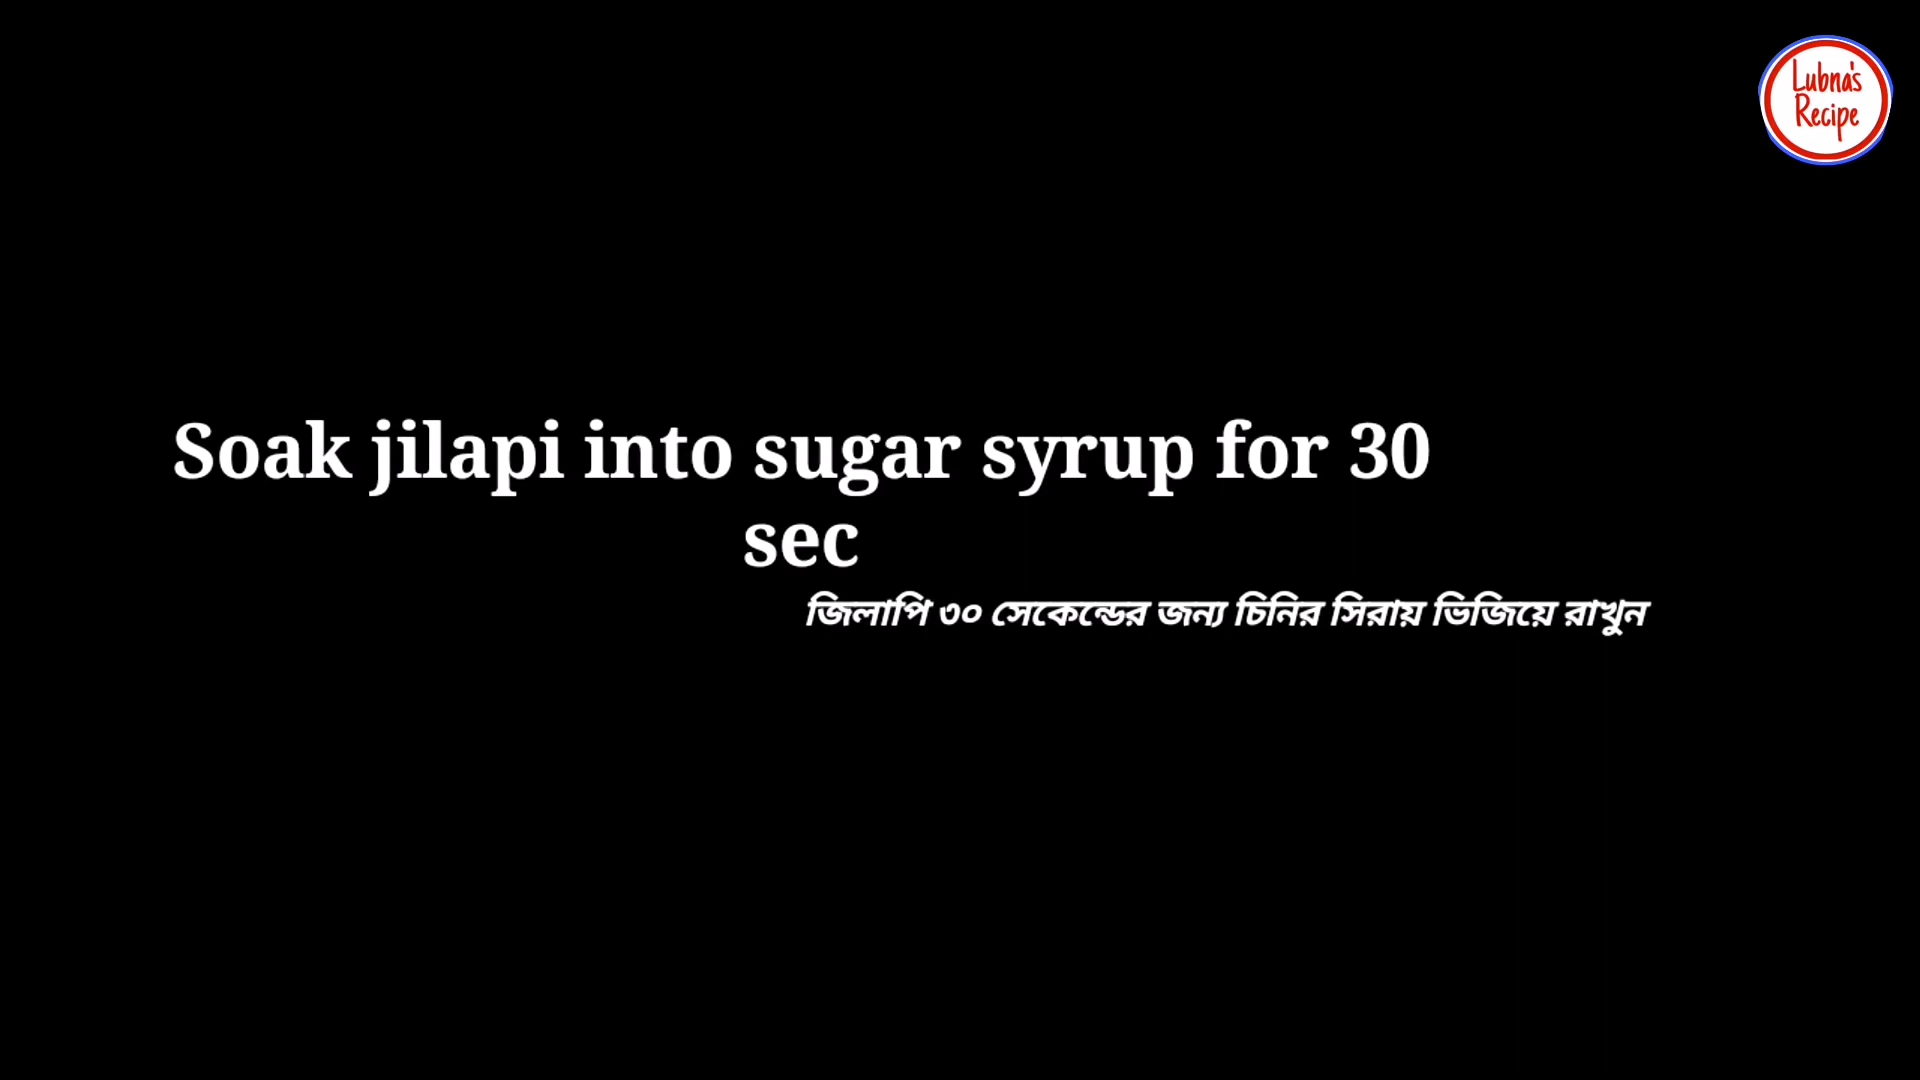 Lubna's
Recipe
Soak jilapi into sugar syrup for 30
sec
জিলাপি ৩০ সেকেন্ডের জন্য চিনির সিরায় ভিজিয়ে রাখুন